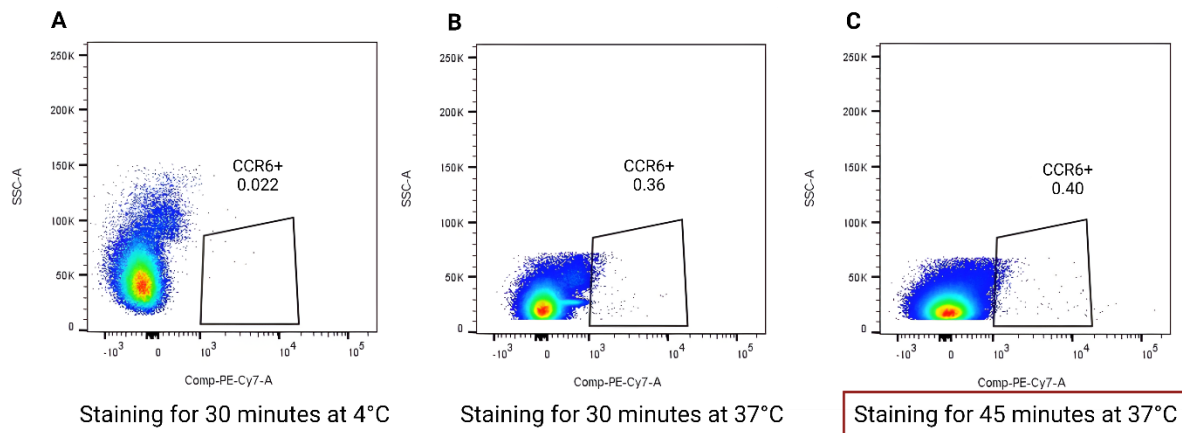 A
250K
200K
150K
100K
50K
0
SSC-A
CCR6+
0.022
-10³ 0 10³ 10⁴ 10⁵
Comp-PE-Cy7-A
Staining for 30 minutes at 4°C
B
250K
200K
150K
100K
50K
0
SSC-A
CCR6+
0.36
-10³ 0 10³ 10⁴ 10⁵
Comp-PE-Cy7-A
Staining for 30 minutes at 37°C
C
250K
200K
150K
100K
50K
0
SSC-A
CCR6+
0.40
-10³ 0 10³ 10⁴ 10⁵
Comp-PE-Cy7-A
Staining for 45 minutes at 37°C